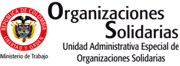 Organizaciones
Solidarias
Unidad Administrativa Especial de
Organizaciones Solidarias
Ministerio de Trabajo